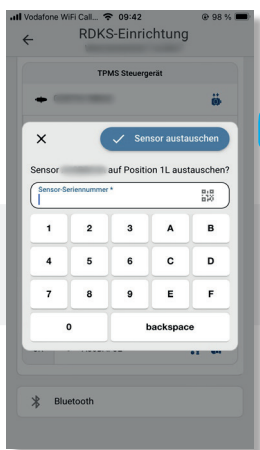 Vodafone WiFi Call... 09:42 98 %
RDKS-Einrichtung
TPMS Steuergerät
Sensor austauschen
Sensor auf Position 1L austauschen?
Sensor-Seriennummer *
1 2 3 A B
4 5 6 C D
7 8 9 E F
0 backspace
Bluetooth